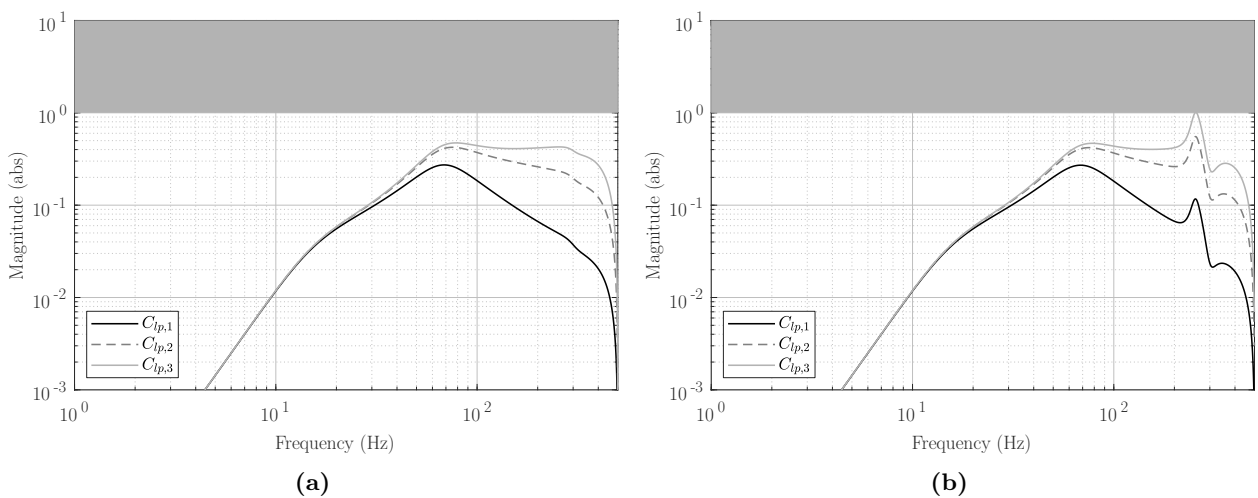 10^1
10^0
10^-1
10^-2
10^-3
Magnitude (abs)
C_{lp,1}
C_{lp,2}
C_{lp,3}
10^0
10^1
10^2
Frequency (Hz)
(a)
10^1
10^0
10^-1
10^-2
10^-3
Magnitude (abs)
C_{lp,1}
C_{lp,2}
C_{lp,3}
10^0
10^1
10^2
Frequency (Hz)
(b)